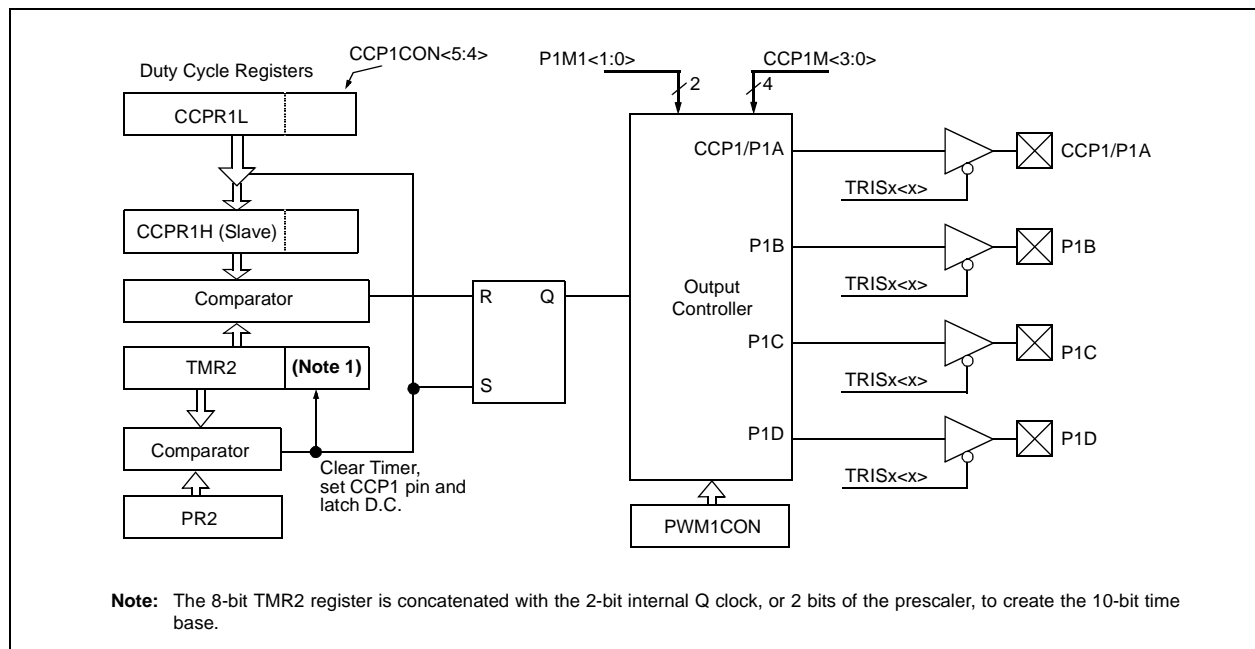 CCP1CON<5:4>
Duty Cycle Registers
CCPR1L
CCPR1H (Slave)
Comparator
TMR2
(Note 1)
Comparator
PR2
Clear Timer,
set CCP1 pin and
latch D.C.
R
Q
S
P1M1<1:0>
2
CCP1M<3:0>
4
Output
Controller
CCP1/P1A
P1B
P1C
P1D
PWM1CON
TRISx<x>
CCP1/P1A
TRISx<x>
P1B
TRISx<x>
P1C
TRISx<x>
P1D
Note: The 8-bit TMR2 register is concatenated with the 2-bit internal Q clock, or 2 bits of the prescaler, to create the 10-bit time
base.